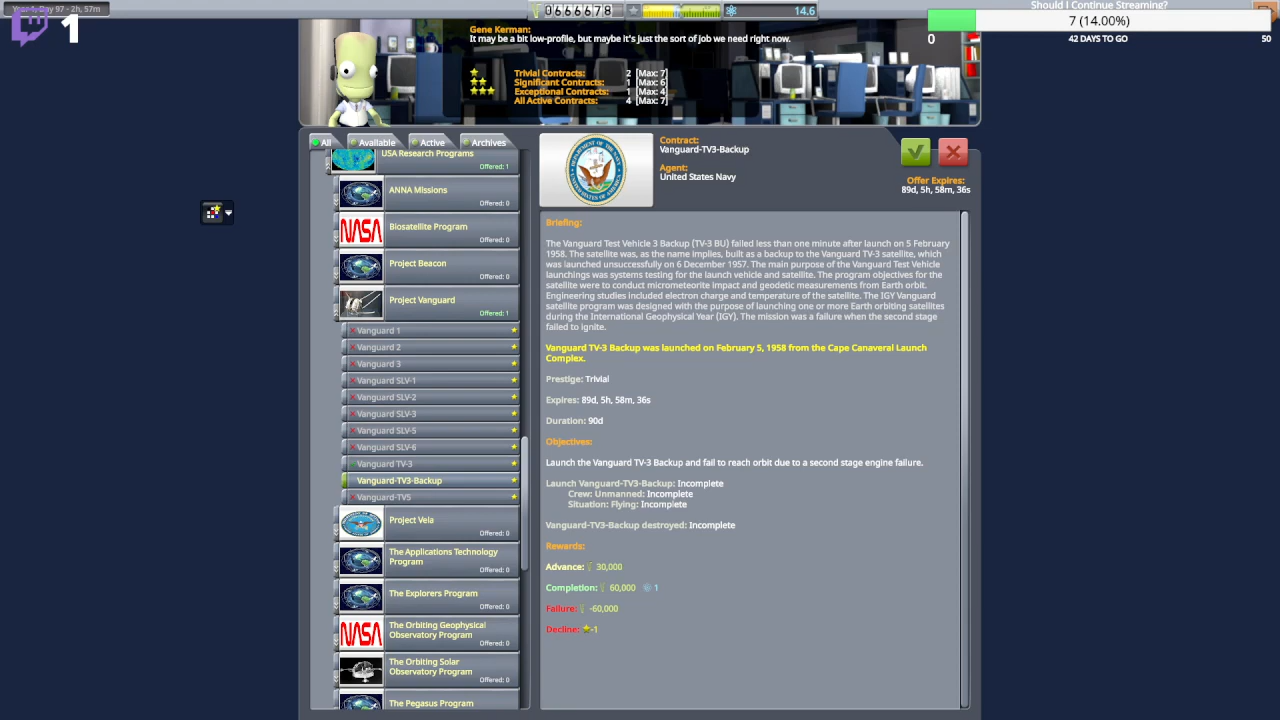 Year 1, Day 97 - 2h, 57m
1
0666678
14.6
Should I Continue Streaming?
7 (14.00%)
0
42 DAYS TO GO
50
Gene Kerman:
It may be a bit low-profile, but maybe it's just the sort of job we need right now.
Trivial Contracts: 2 [Max: 7]
Significant Contracts: 1 [Max: 6]
Exceptional Contracts: 1 [Max: 4]
All Active Contracts: 4 [Max: 7]
All
Available
Active
Archives
USA Research Programs
Offered: 1
ANNA Missions
Offered: 0
NASA
Biosatellite Program
Offered: 0
Project Beacon
Offered: 0
Project Vanguard
Offered: 1
Vanguard 1
Vanguard 2
Vanguard 3
Vanguard SLV-1
Vanguard SLV-2
Vanguard SLV-3
Vanguard SLV-5
Vanguard SLV-6
Vanguard TV-3
Vanguard-TV3-Backup
Vanguard-TV5
Project Vela
Offered: 0
The Applications Technology
Program
Offered: 0
The Explorers Program
Offered: 0
NASA
The Orbiting Geophysical
Observatory Program
Offered: 0
The Orbiting Solar
Observatory Program
Offered: 0
The Pegasus Program
Contract:
Vanguard-TV3-Backup
Agent:
United States Navy
Offer Expires:
89d, 5h, 58m, 36s
Briefing:
The Vanguard Test Vehicle 3 Backup (TV-3 BU) failed less than one minute after launch on 5 February
1958. The satellite was, as the name implies, built as a backup to the Vanguard TV-3 satellite, which
was launched unsuccessfully on 6 December 1957. The main purpose of the Vanguard Test Vehicle
launchings was systems testing for the launch vehicle and satellite. The program objectives for the
satellite were to conduct micrometeorite impact and geodetic measurements from Earth orbit.
Engineering studies included electron charge and temperature of the satellite. The IGY Vanguard
satellite program was designed with the purpose of launching one or more Earth orbiting satellites
during the International Geophysical Year (IGY). The mission was a failure when the second stage
failed to ignite.
Vanguard TV-3 Backup was launched on February 5, 1958 from the Cape Canaveral Launch
Complex.
Prestige: Trivial
Expires: 89d, 5h, 58m, 36s
Duration: 90d
Objectives:
Launch the Vanguard TV-3 Backup and fail to reach orbit due to a second stage engine failure.
Launch Vanguard-TV3-Backup: Incomplete
Crew: Unmanned: Incomplete
Situation: Flying: Incomplete
Vanguard-TV3-Backup destroyed: Incomplete
Rewards:
Advance: 30,000
Completion: 60,000 1
Failure: -60,000
Decline: -1